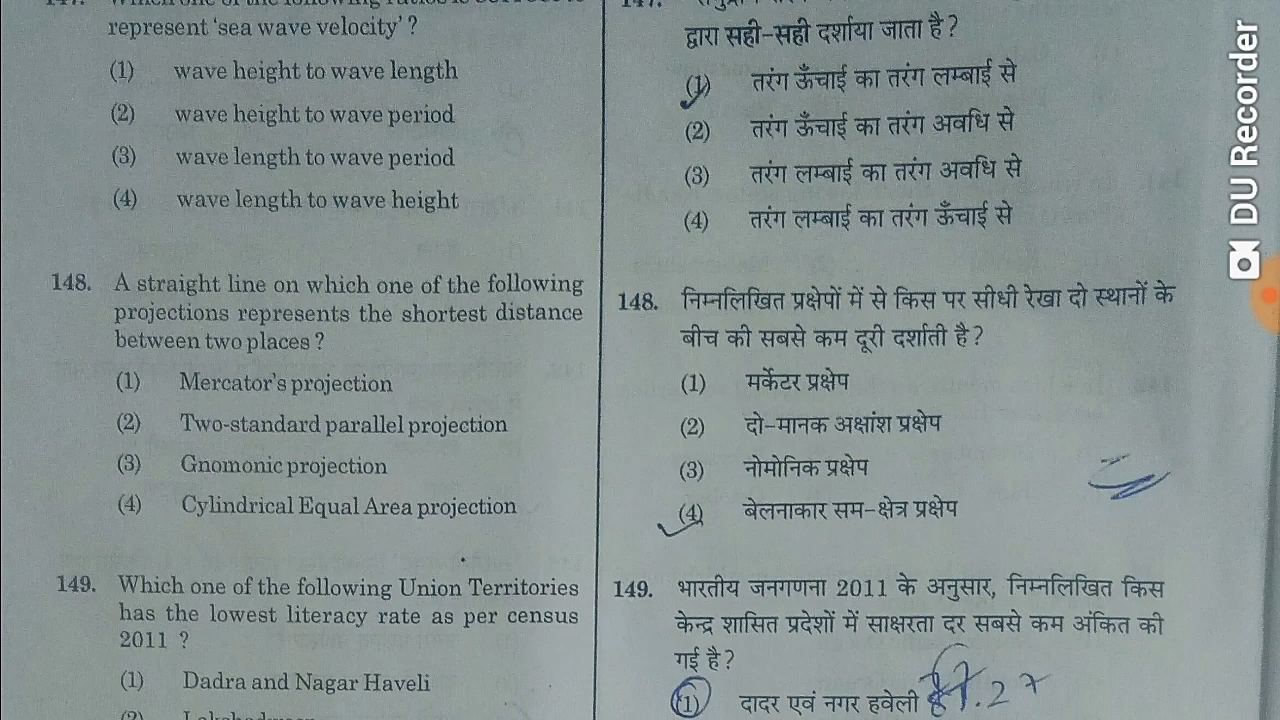 represent 'sea wave velocity' ?
(1) wave height to wave length
(2) wave height to wave period
(3) wave length to wave period
(4) wave length to wave height
148. A straight line on which one of the following
projections represents the shortest distance
between two places ?
(1) Mercator's projection
(2) Two-standard parallel projection
(3) Gnomonic projection
(4) Cylindrical Equal Area projection
149. Which one of the following Union Territories
has the lowest literacy rate as per census
2011 ?
(1) Dadra and Nagar Haveli
द्वारा सही-सही दर्शाया जाता है ?
(1) तरंग ऊँचाई का तरंग लम्बाई से
(2) तरंग ऊँचाई का तरंग अवधि से
(3) तरंग लम्बाई का तरंग अवधि से
(4) तरंग लम्बाई का तरंग ऊँचाई से
148. निम्नलिखित प्रक्षेपों में से किस पर सीधी रेखा दो स्थानों के
बीच की सबसे कम दूरी दर्शाती है ?
(1) मर्केटर प्रक्षेप
(2) दो-मानक अक्षांश प्रक्षेप
(3) नोमोनिक प्रक्षेप
(4) बेलनाकार सम-क्षेत्र प्रक्षेप
149. भारतीय जनगणना 2011 के अनुसार, निम्नलिखित किस
केन्द्र शासित प्रदेशों में साक्षरता दर सबसे कम अंकित की
गई है ?
(1) दादर एवं नगर हवेली
DU Recorder